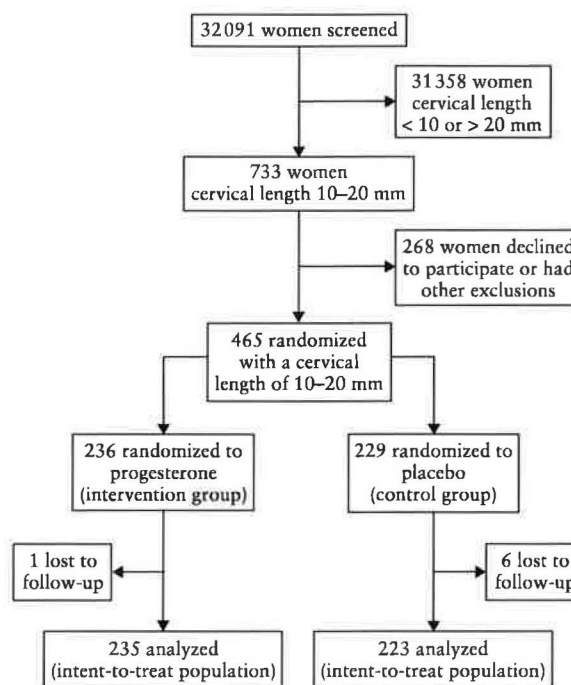 32 091 women screened
31 358 women
cervical length
< 10 or > 20 mm
733 women
cervical length 10–20 mm
268 women declined
to participate or had
other exclusions
465 randomized
with a cervical
length of 10–20 mm
236 randomized to
progesterone
(intervention group)
229 randomized to
placebo
(control group)
1 lost to
follow-up
6 lost to
follow-up
235 analyzed
(intent-to-treat population)
223 analyzed
(intent-to-treat population)